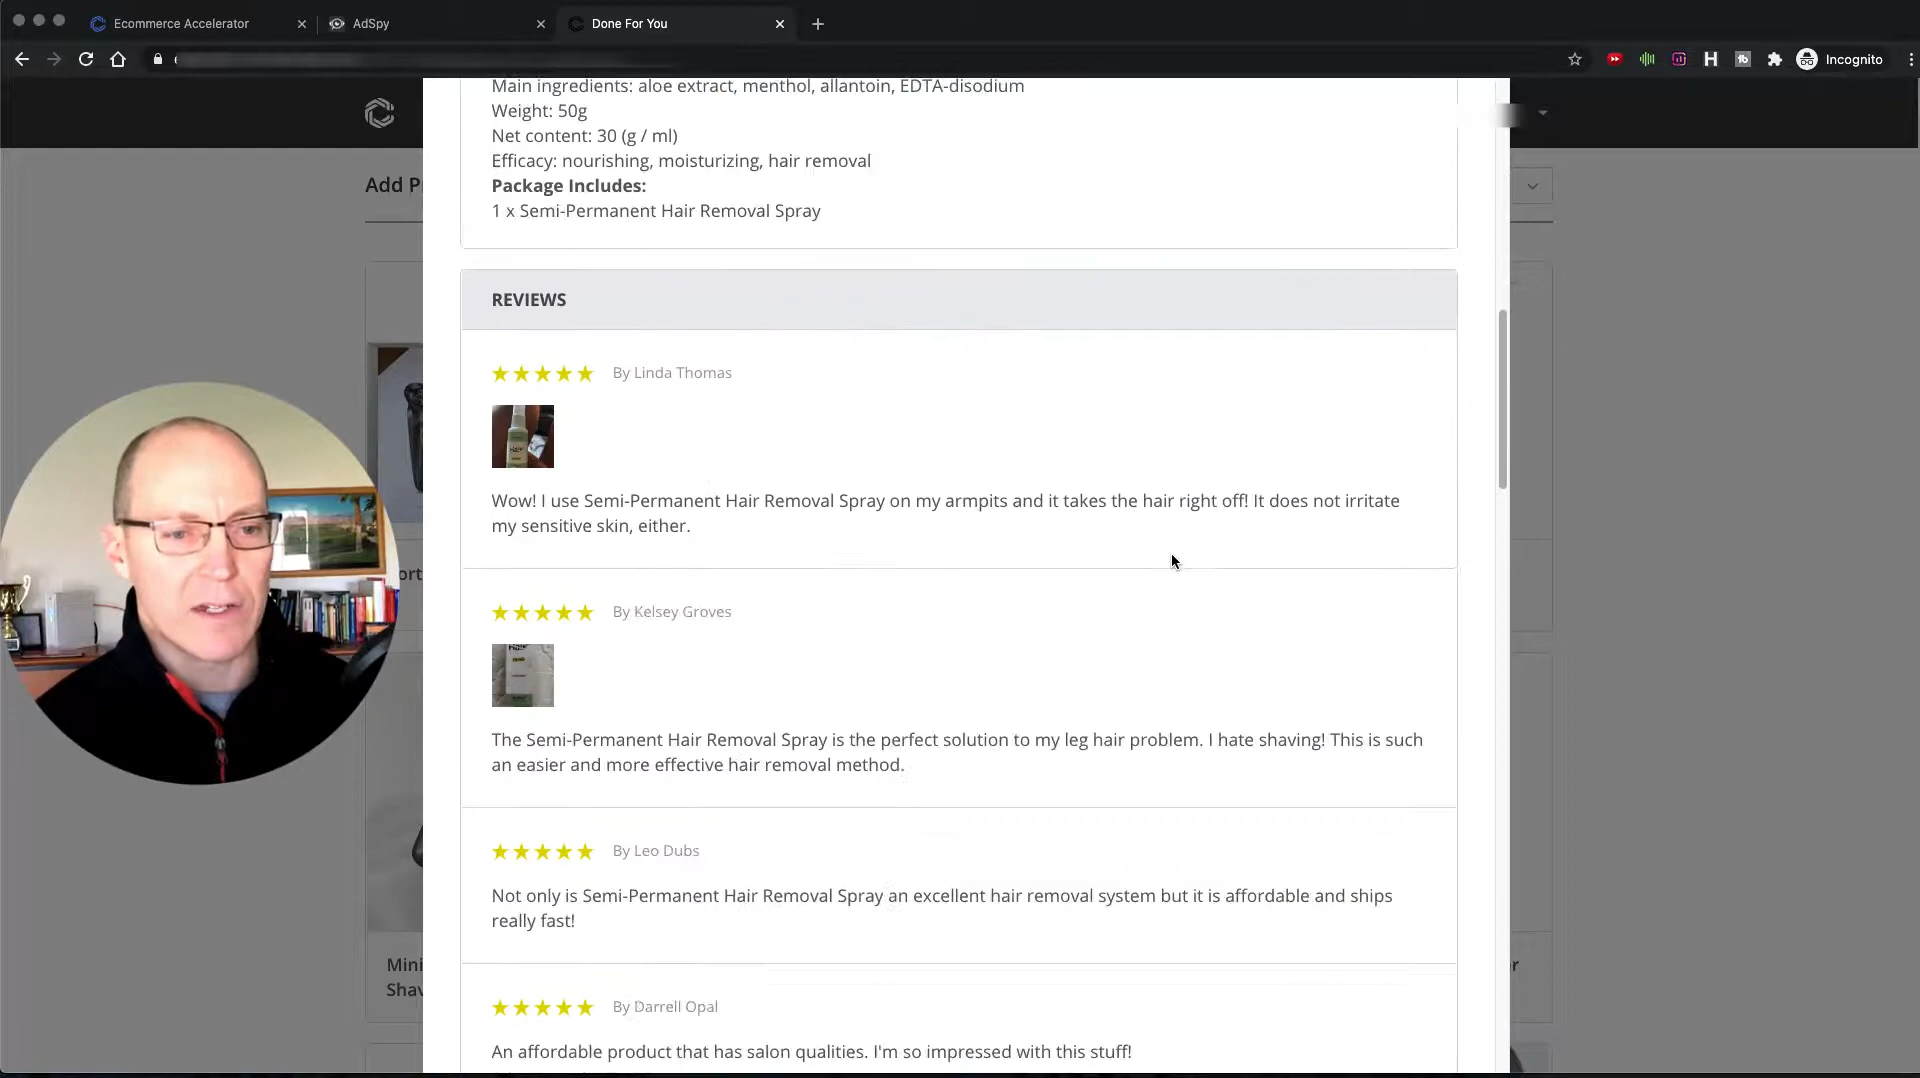 Ecommerce Accelerator
AdSpy
Done For You
Incognito
Add P
Main ingredients: aloe extract, menthol, allantoin, EDTA-disodium
Weight: 50g
Net content: 30 (g / ml)
Efficacy: nourishing, moisturizing, hair removal
Package Includes:
1 x Semi-Permanent Hair Removal Spray
REVIEWS
By Linda Thomas
Wow! I use Semi-Permanent Hair Removal Spray on my armpits and it takes the hair right off! It does not irritate
my sensitive skin, either.
By Kelsey Groves
The Semi-Permanent Hair Removal Spray is the perfect solution to my leg hair problem. I hate shaving! This is such
an easier and more effective hair removal method.
By Leo Dubs
Not only is Semi-Permanent Hair Removal Spray an excellent hair removal system but it is affordable and ships
really fast!
By Darrell Opal
An affordable product that has salon qualities. I'm so impressed with this stuff!
ort
Mini
Shav
or